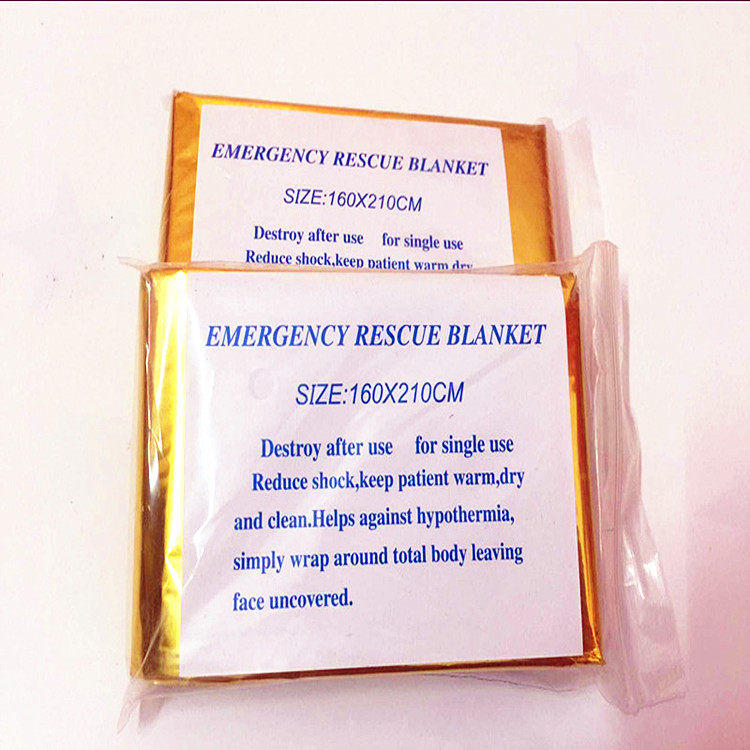 EMERGENCY RESCUE BLANKET
SIZE:160X210CM
Destroy after use for single use
Reduce shock,keep patient warm dry
EMERGENCY RESCUE BLANKET
SIZE:160X210CM
Destroy after use for single use
Reduce shock,keep patient warm,dry
and clean.Helps against hypothermia,
simply wrap around total body leaving
face uncovered.